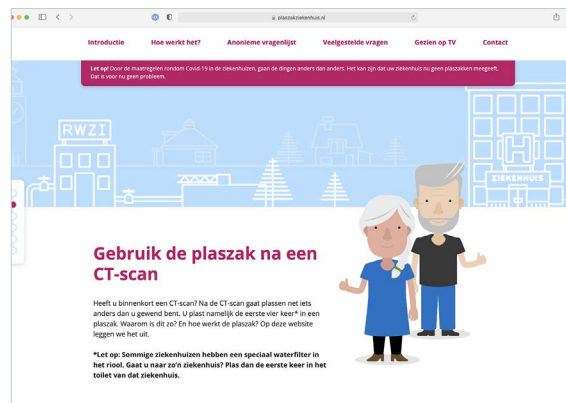 plaszakziekenhuis.nl
Introductie Hoe werkt het? Anonieme vragenlijst Veelgestelde vragen Gezien op TV Contact
Let op! Door de maatregelen rondom Covid-19 in de ziekenhuizen, gaan de dingen anders dan anders. Het kan zijn dat uw ziekenhuis nu geen plaszakken meegeeft.
Dat is voor nu geen probleem.
RWZI
H
ZIEKENHUIS
Gebruik de plaszak na een
CT-scan
Heeft u binnenkort een CT-scan? Na
de CT-scan gaat plassen net iets
anders dan u gewend bent. U plast
namelijk de eerste vier keer* in een
plaszak. Waarom is dit zo? En hoe werkt
de plaszak? Op deze website
leggen we het uit.
*Let op: Sommige ziekenhuizen hebben een speciaal waterfilter in
het riool. Gaat u naar zo'n ziekenhuis? Plas dan de eerste keer in het
toilet van dat ziekenhuis.